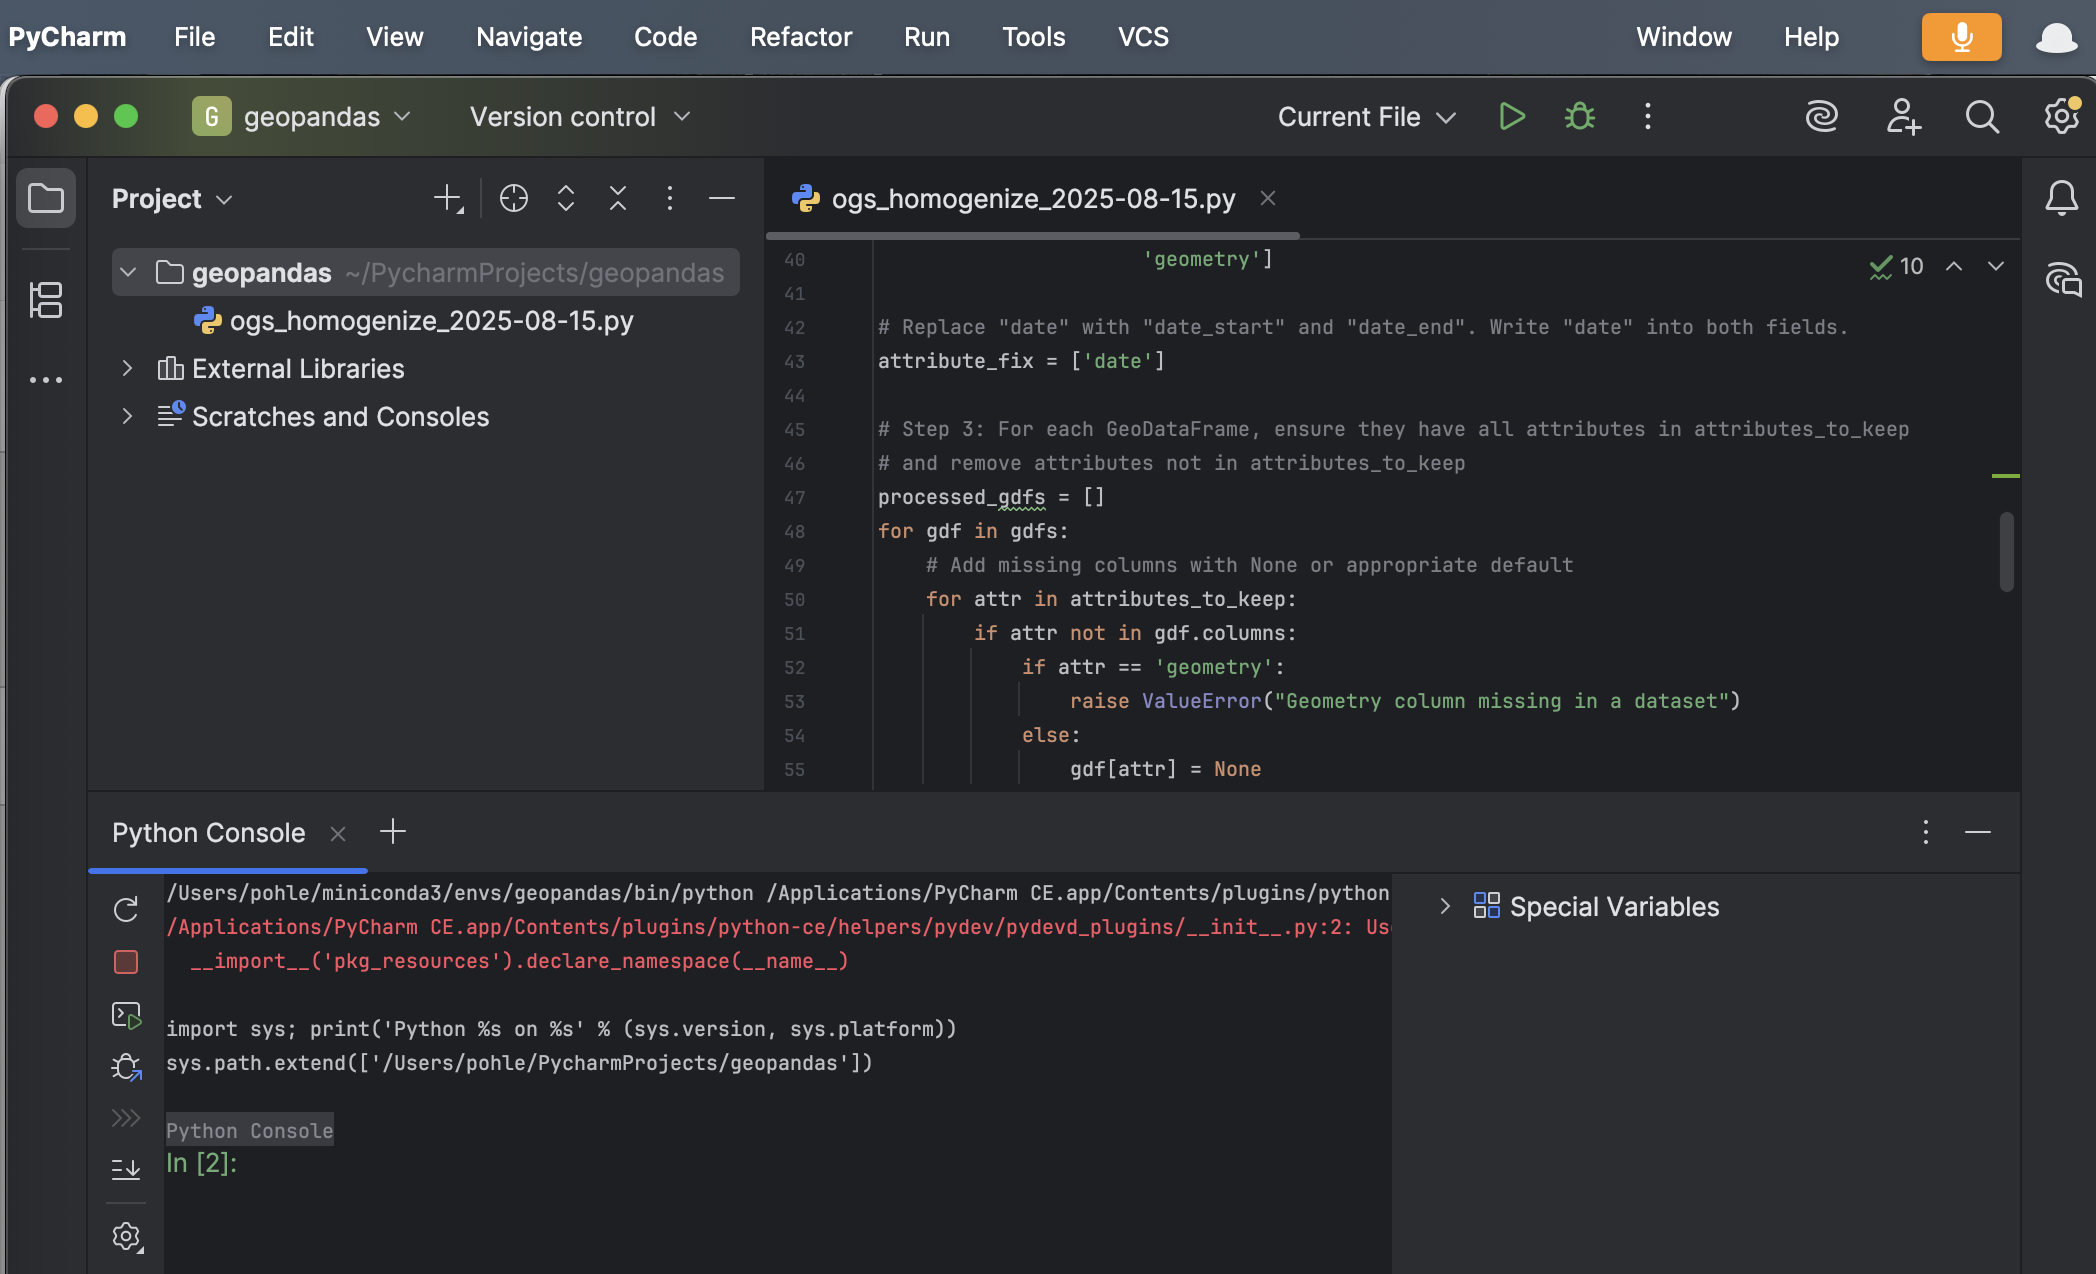 PyCharm File Edit View Navigate Code Refactor Run Tools VCS Window Help
G geopandas Version control Current File
Project
ogs_homogenize_2025-08-15.py
geopandas ~/PycharmProjects/geopandas
ogs_homogenize_2025-08-15.py
External Libraries
Scratches and Consoles
10
40 'geometry']
41
42 # Replace "date" with "date_start" and "date_end". Write "date" into both fields.
43 attribute_fix = ['date']
44
45 # Step 3: For each GeoDataFrame, ensure they have all attributes in attributes_to_keep
46 # and remove attributes not in attributes_to_keep
47 processed_gdfs = []
48 for gdf in gdfs:
49 # Add missing columns with None or appropriate default
50 for attr in attributes_to_keep:
51 if attr not in gdf.columns:
52 if attr == 'geometry':
53 raise ValueError("Geometry column missing in a dataset")
54 else:
55 gdf[attr] = None
Python Console
/Users/pohle/miniconda3/envs/geopandas/bin/python /Applications/PyCharm CE.app/Contents/plugins/python
/Applications/PyCharm CE.app/Contents/plugins/python-ce/helpers/pydev/pydevd_plugins/__init__.py:2: Use
__import__('pkg_resources').declare_namespace(__name__)
import sys; print('Python %s on %s' % (sys.version, sys.platform))
sys.path.extend(['/Users/pohle/PycharmProjects/geopandas'])
Python Console
In [2]:
Special Variables